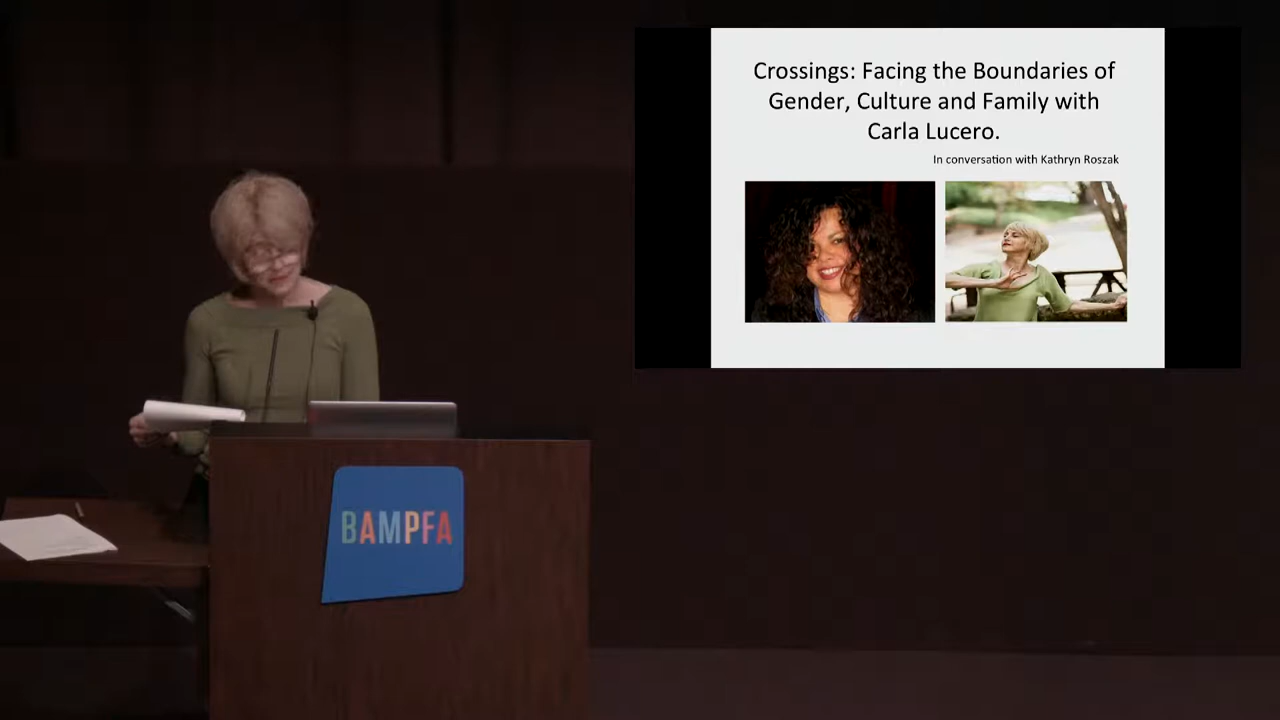 Crossings: Facing the Boundaries of
Gender, Culture and Family with
Carla Lucero.
In conversation with Kathryn Roszak
BAMPFA